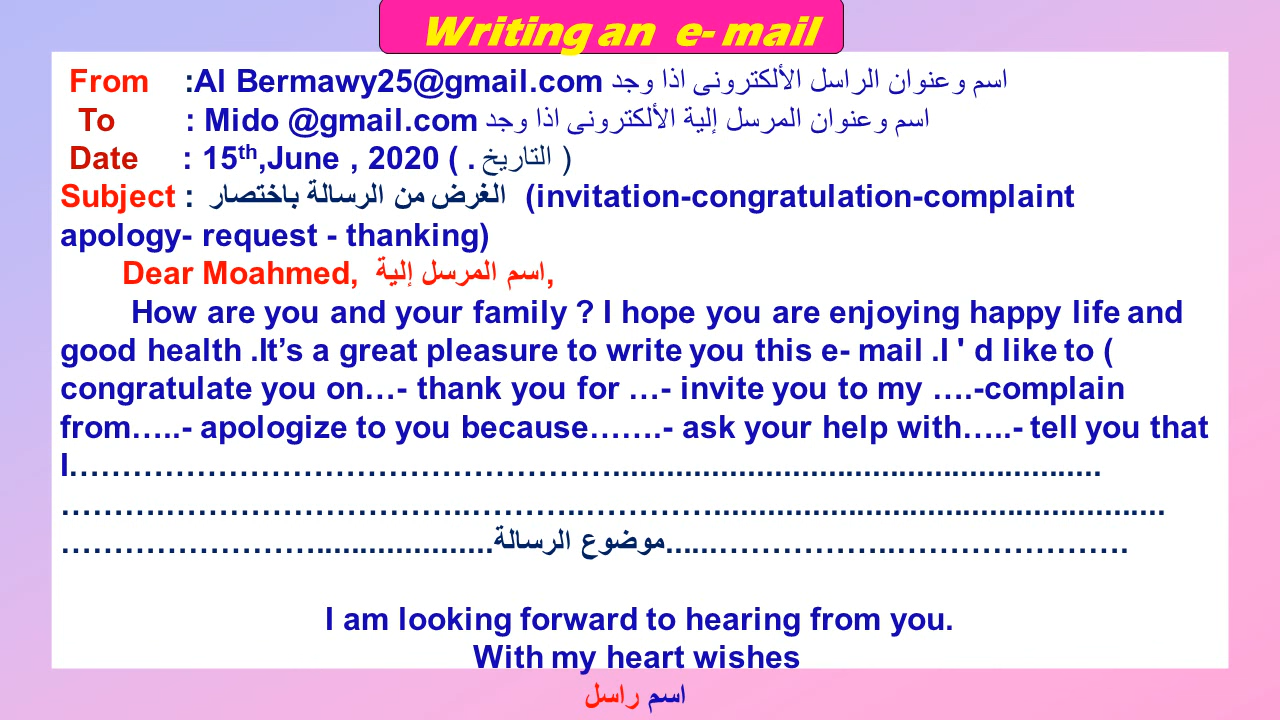 Writing an e- mail
From :Al Bermawy25@gmail.com اسم وعنوان الراسل الألكترونى اذا وجد
To : Mido @gmail.com اسم وعنوان المرسل إلية الألكترونى اذا وجد
Date : 15th,June , 2020 ( . التاريخ )
Subject : الغرض من الرسالة باختصار (invitation-congratulation-complaint
apology- request - thanking)
Dear Moahmed, اسم المرسل إلية,
How are you and your family ? I hope you are enjoying happy life and
good health .It’s a great pleasure to write you this e- mail .I ' d like to (
congratulate you on…- thank you for …- invite you to my ….-complain
from…..- apologize to you because…….- ask your help with…..- tell you that
I.……………………………………………........................................................
……….……………………….………..…………......................................................
……………………....................موضوع الرسالة......……………..………………….
I am looking forward to hearing from you.
With my heart wishes
اسم راسل